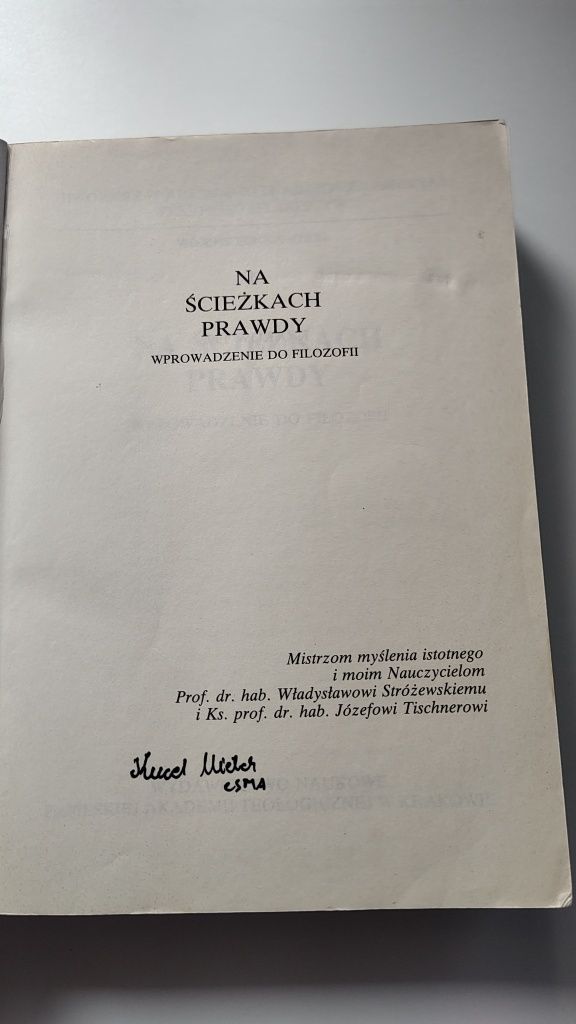 NA
ŚCIEŻKACH
PRAWDY
WPROWADZENIE DO FILOZOFII
Mistrzom myślenia istotnego
i moim Nauczycielom
Prof. dr. hab. Władysławowi Stróżewskiemu
i Ks. prof. dr. hab. Józefowi Tischnerowi
CSMA